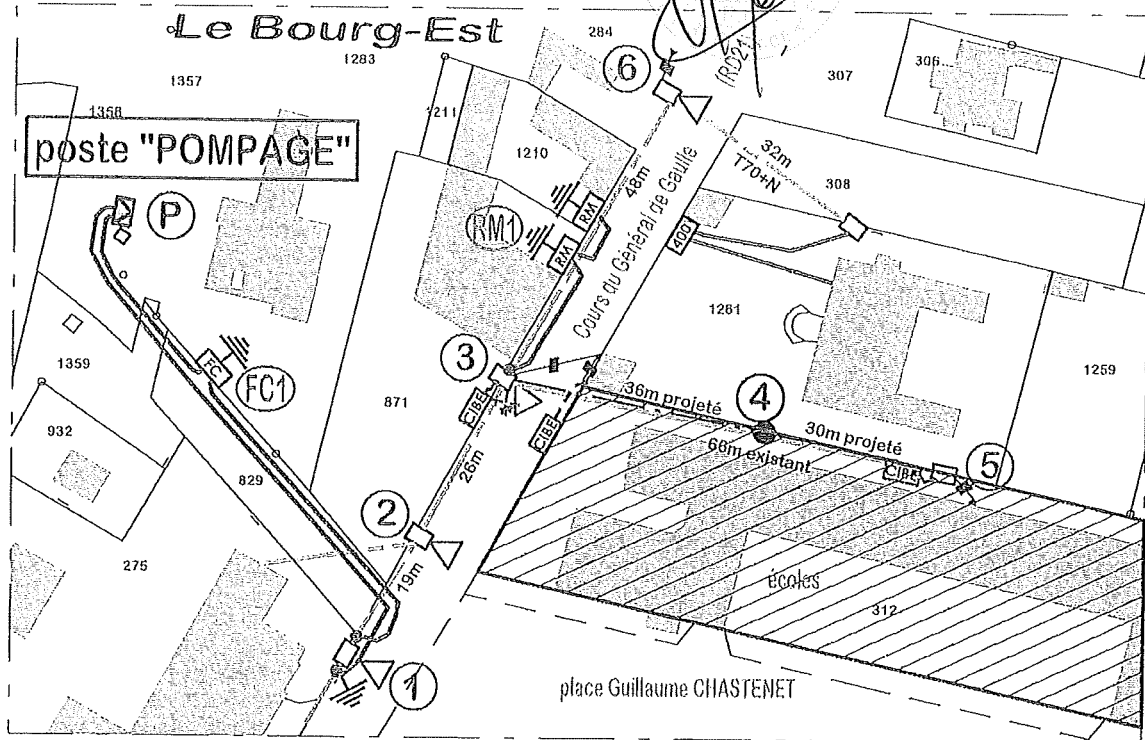 Le Bourg-Est
284
1283
1357
6
307
306
1358
1211
poste "POMPAGE"
1210
32m
T70+N
48m
308
P
RM1
RM
RM
400²
Cours du Général de Gaulle
1261
3
FC
FC1
1359
871
CIBE
CIBE
36m projeté
4
1259
30m projeté
66m existant
CIBE
5
932
26m
829
2
275
19m
écoles
312
1
place Guillaume CHASTENET